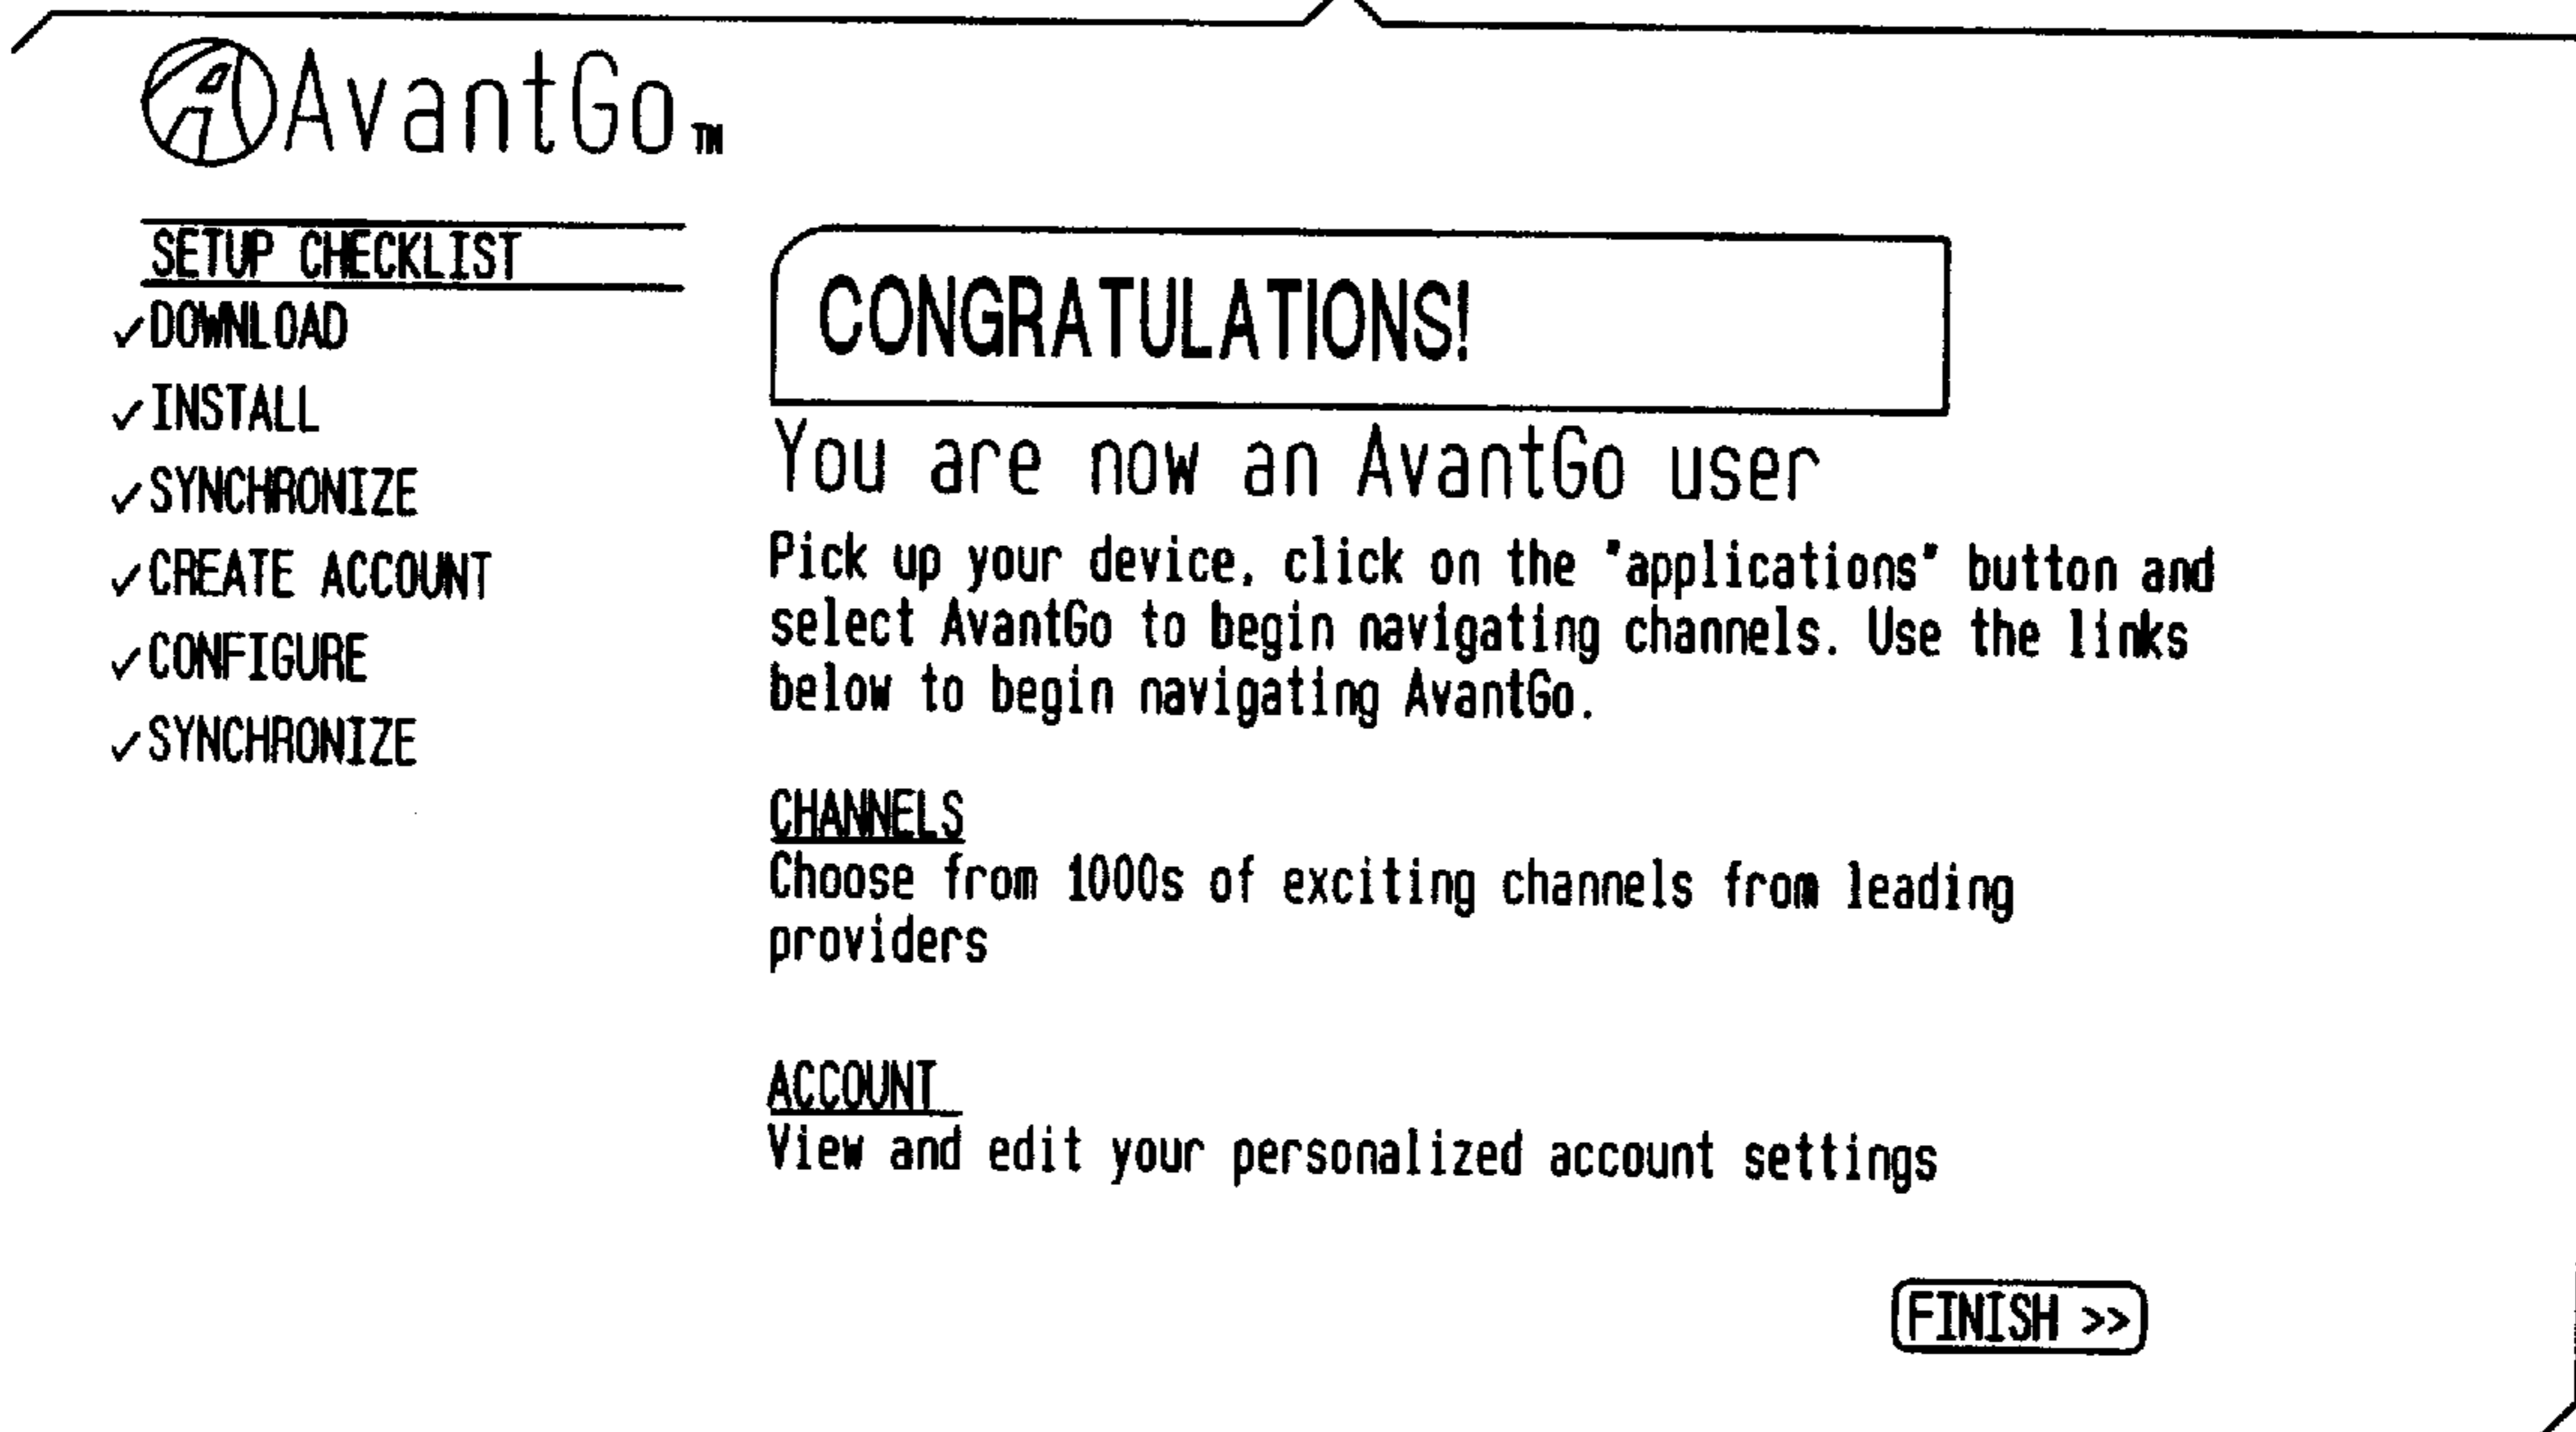 AvantGo™
SETUP CHECKLIST
✓DOWNLOAD
✓INSTALL
✓SYNCHRONIZE
✓CREATE ACCOUNT
✓CONFIGURE
✓SYNCHRONIZE
CONGRATULATIONS!
You are now an AvantGo user
Pick up your device, click on the "applications" button and
select AvantGo to begin navigating channels. Use the links
below to begin navigating AvantGo.
CHANNELS
Choose from 1000s of exciting channels from leading
providers
ACCOUNT
View and edit your personalized account settings
FINISH >>